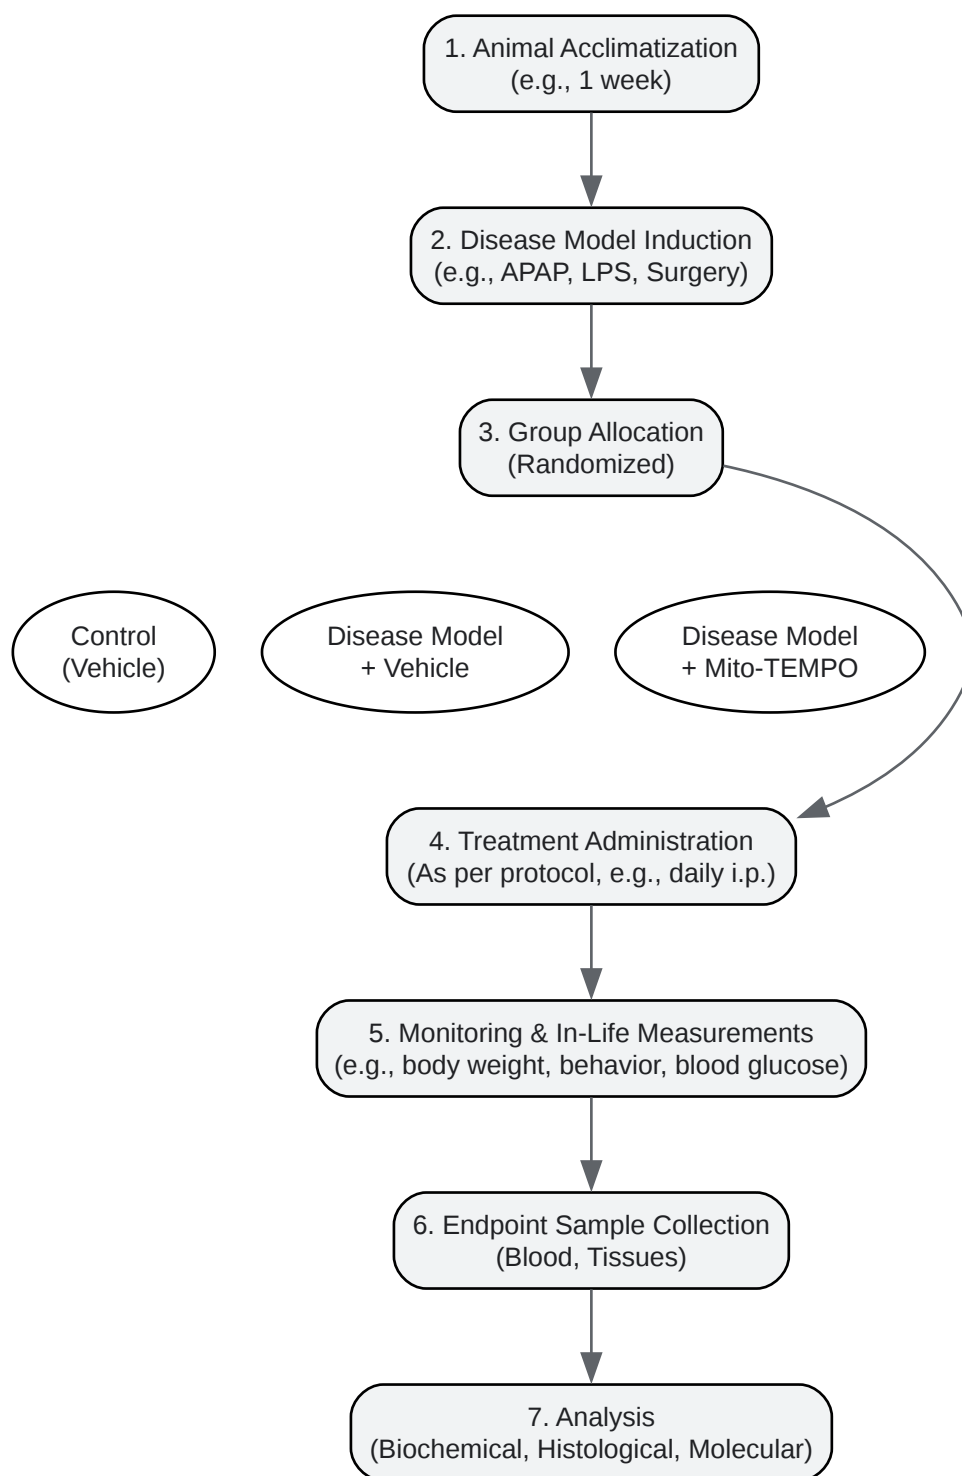 1. Animal Acclimatization
(e.g., 1 week)
2. Disease Model Induction
(e.g., APAP, LPS, Surgery)
3. Group Allocation
(Randomized)
Control
(Vehicle)
Disease Model
+ Vehicle
Disease Model
+ Mito-TEMPO
4. Treatment Administration
(As per protocol, e.g., daily i.p.)
5. Monitoring & In-Life Measurements
(e.g., body weight, behavior, blood glucose)
6. Endpoint Sample Collection
(Blood, Tissues)
7. Analysis
(Biochemical, Histological, Molecular)